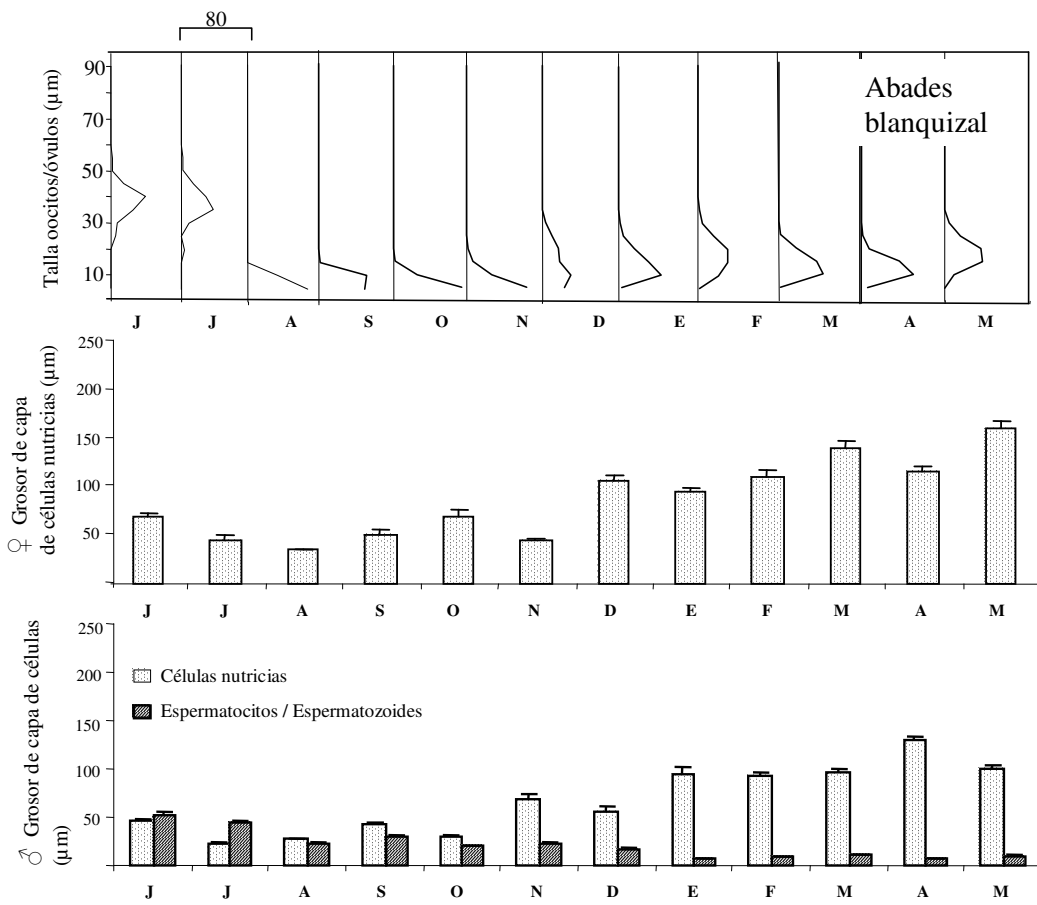 80
Talla oocitos/óvulos (µm)
90
70
50
30
10
Abades
blanquizal
J J A S O N D E F M A M
♀ Grosor de capa
de células nutricias (µm)
250
200
150
100
50
J J A S O N D E F M A M
♂ Grosor de capa de células
(µm)
250
200
150
100
50
Células nutricias
Espermatocitos / Espermatozoides
J J A S O N D E F M A M